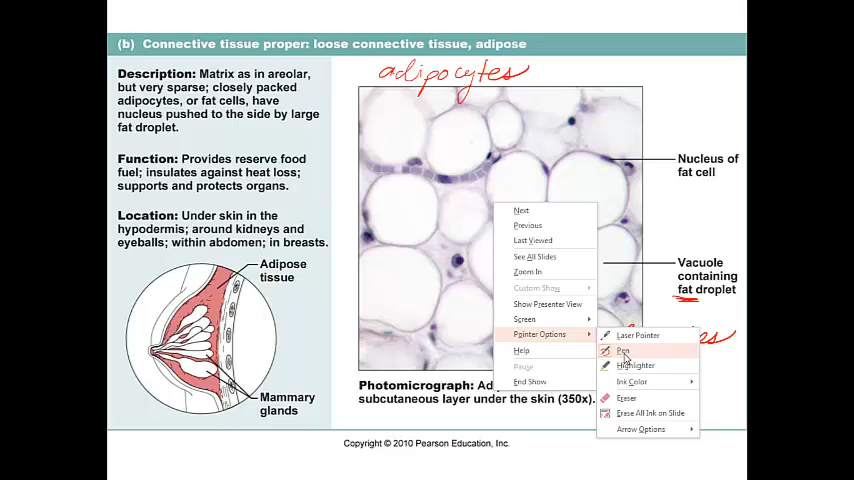 (b) Connective tissue proper: loose connective tissue, adipose
Description: Matrix as in areolar,
but very sparse; closely packed
adipocytes, or fat cells, have
nucleus pushed to the side by large
fat droplet.
Function: Provides reserve food
fuel; insulates against heat loss;
supports and protects organs.
Location: Under skin in the
hypodermis; around kidneys and
eyeballs; within abdomen; in breasts.
Adipose
tissue
Mammary
glands
adipocytes
Nucleus of
fat cell
Vacuole
containing
fat droplet
Next
Previous
Last Viewed
See All Slides
Zoom In
Custom Show
Show Presenter View
Screen
Pointer Options
Help
Pause
End Show
Laser Pointer
Pen
Highlighter
Ink Color
Eraser
Erase All Ink on Slide
Arrow Options
Photomicrograph:
subcutaneous layer under the skin (350x).
Copyright © 2010 Pearson Education, Inc.